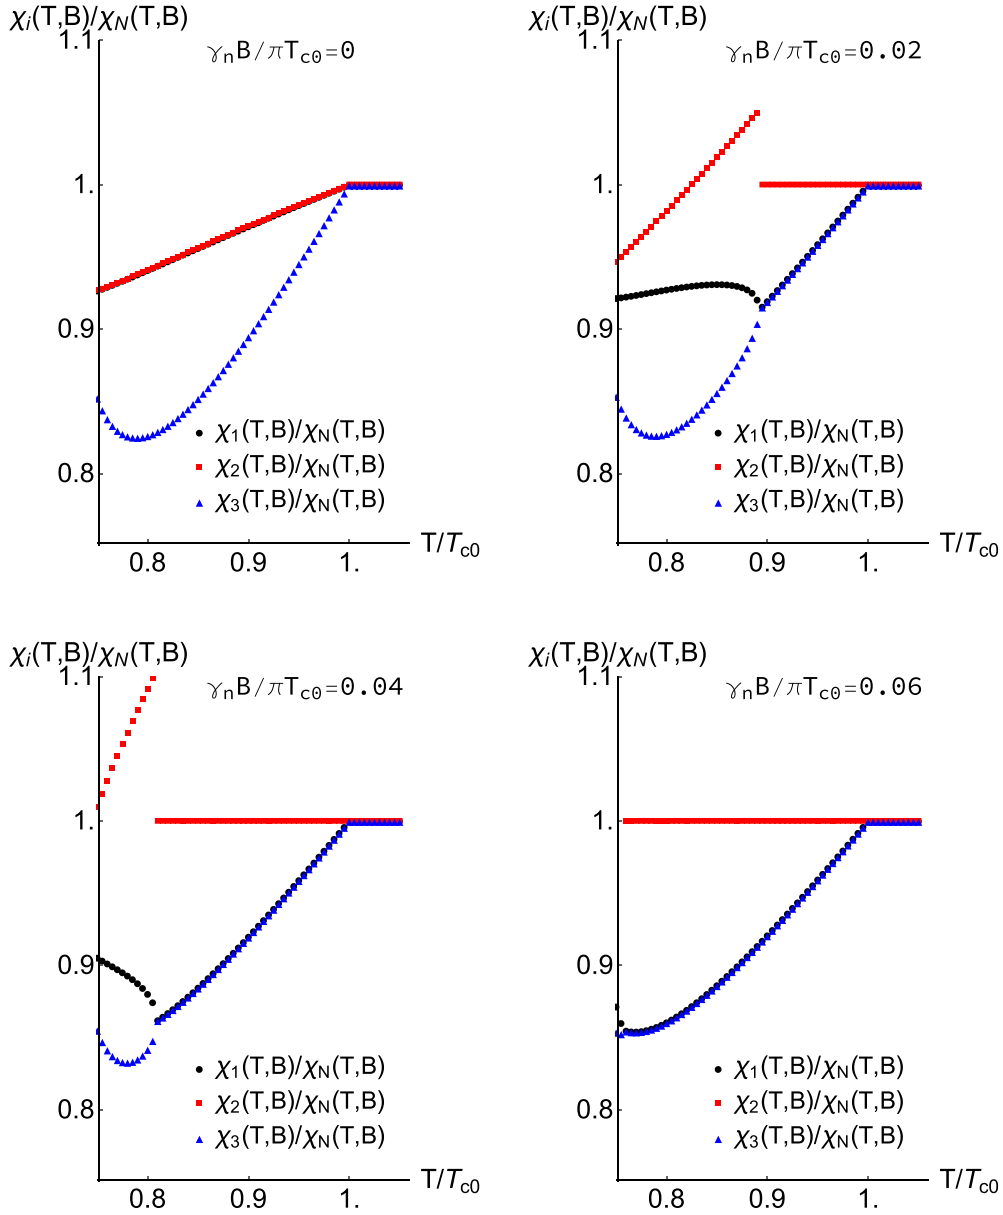 χi(T,B)/χN(T,B)
1.1
γnB/πTc0=0
1.
0.9
0.8
χ1(T,B)/χN(T,B)
χ2(T,B)/χN(T,B)
χ3(T,B)/χN(T,B)
0.8 0.9 1.
T/Tc0
χi(T,B)/χN(T,B)
1.1
γnB/πTc0=0.02
1.
0.9
0.8
χ1(T,B)/χN(T,B)
χ2(T,B)/χN(T,B)
χ3(T,B)/χN(T,B)
0.8 0.9 1.
T/Tc0
χi(T,B)/χN(T,B)
1.1
γnB/πTc0=0.04
1.
0.9
0.8
χ1(T,B)/χN(T,B)
χ2(T,B)/χN(T,B)
χ3(T,B)/χN(T,B)
0.8 0.9 1.
T/Tc0
χi(T,B)/χN(T,B)
1.1
γnB/πTc0=0.06
1.
0.9
0.8
χ1(T,B)/χN(T,B)
χ2(T,B)/χN(T,B)
χ3(T,B)/χN(T,B)
0.8 0.9 1.
T/Tc0